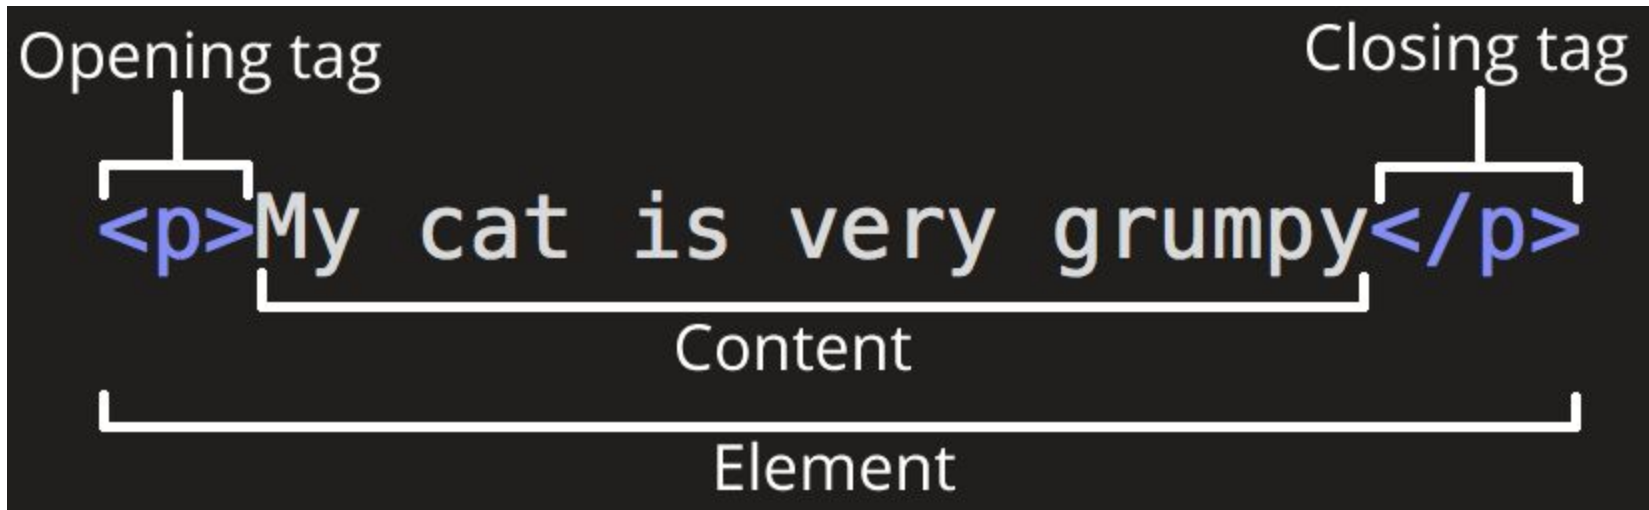 Opening tag
Closing tag
<p>My cat is very grumpy</p>
Content
Element